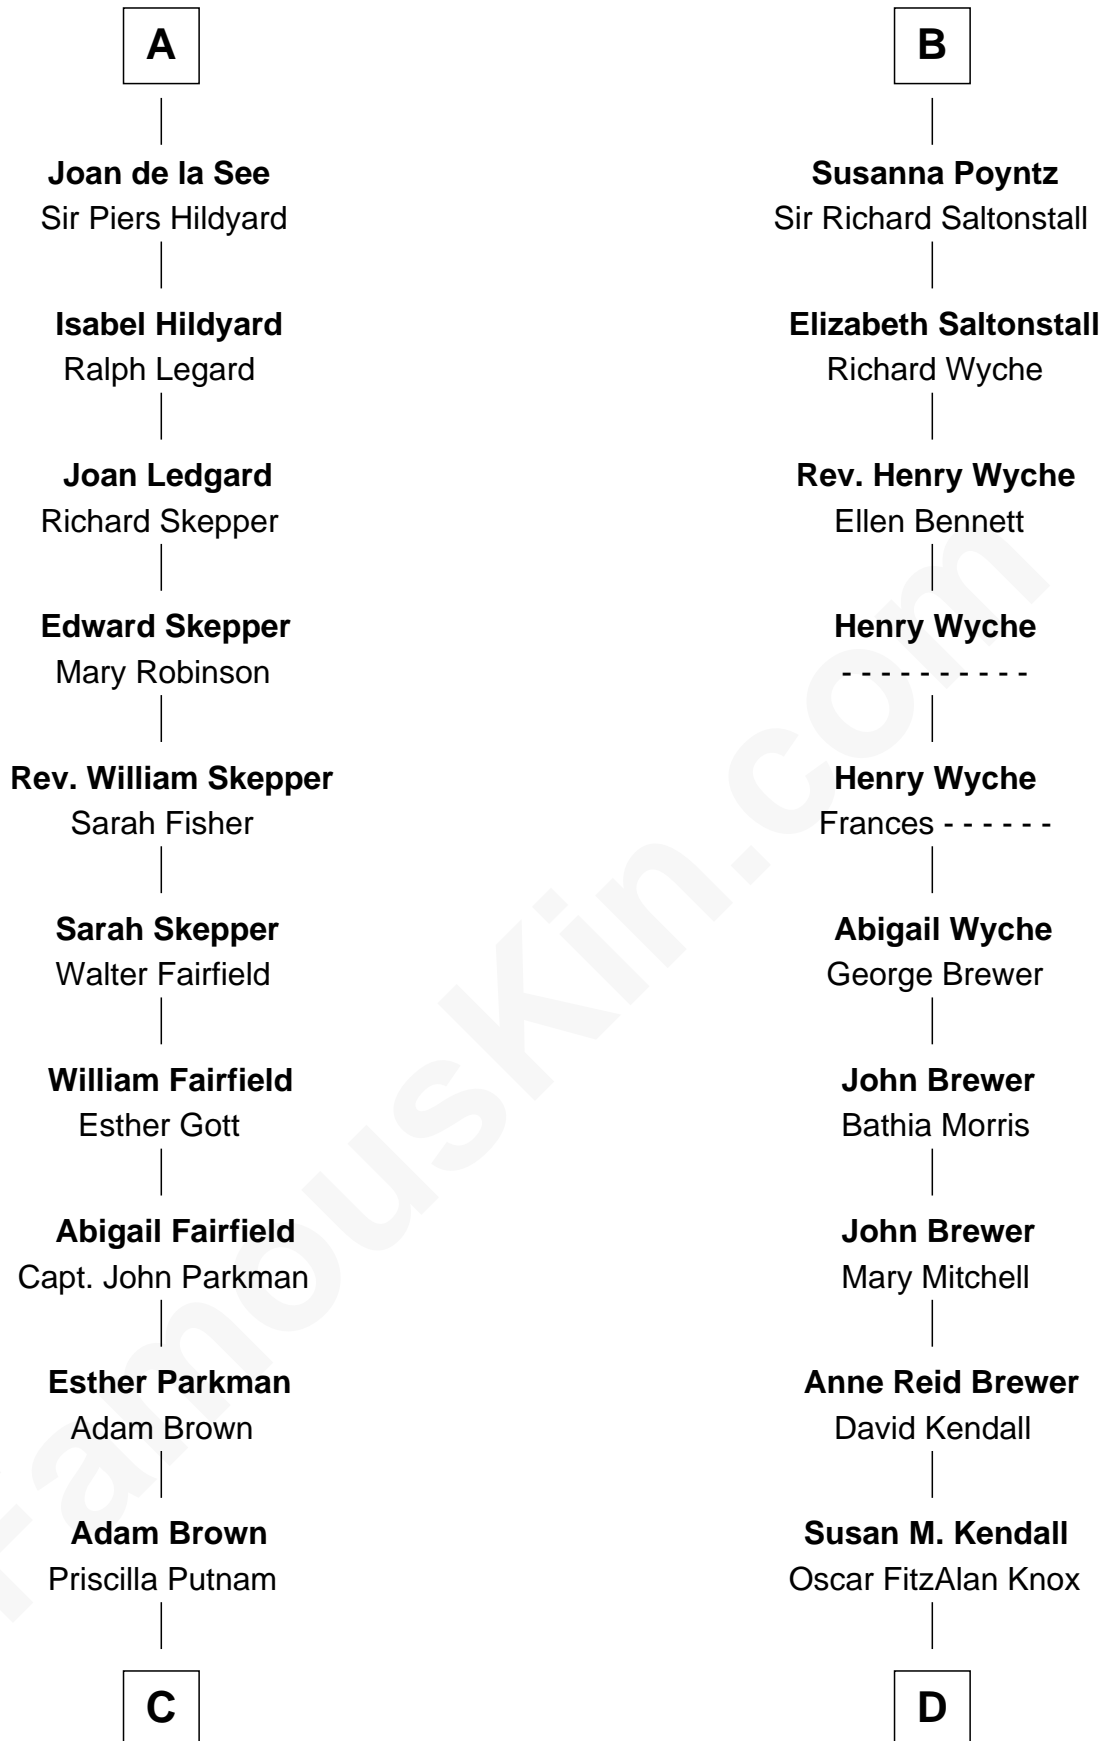 A
Joan de la See
Sir Piers Hildyard
Isabel Hildyard
Ralph Legard
Joan Ledgard
Richard Skepper
Edward Skepper
Mary Robinson
Rev. William Skepper
Sarah Fisher
Sarah Skepper
Walter Fairfield
William Fairfield
Esther Gott
Abigail Fairfield
Capt. John Parkman
Esther Parkman
Adam Brown
Adam Brown
Priscilla Putnam
C
B
Susanna Poyntz
Sir Richard Saltonstall
Elizabeth Saltonstall
Richard Wyche
Rev. Henry Wyche
Ellen Bennett
Henry Wyche
- - - - - - - - - -
Henry Wyche
Frances - - - - - -
Abigail Wyche
George Brewer
John Brewer
Bathia Morris
John Brewer
Mary Mitchell
Anne Reid Brewer
David Kendall
Susan M. Kendall
Oscar FitzAlan Knox
D
FamousKin.com